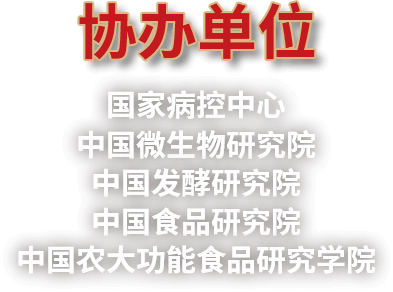 协办单位
国家病控中心
中国微生物研究院
中国发酵研究院
中国食品研究院
中国农大功能食品研究学院